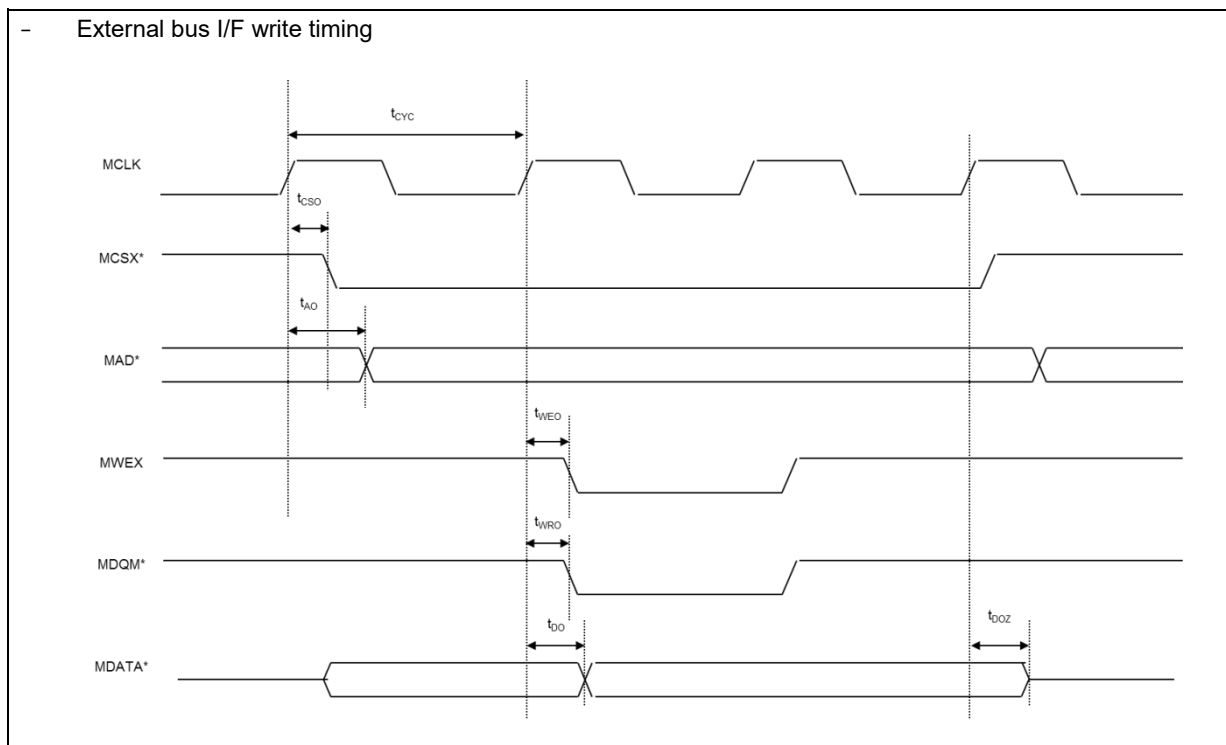 – External bus I/F write timing
tCYC
MCLK
tCSO
MCSX*
tAO
MAD*
tWEO
MWEX
tWRO
MDQM*
tDO
tDOZ
MDATA*